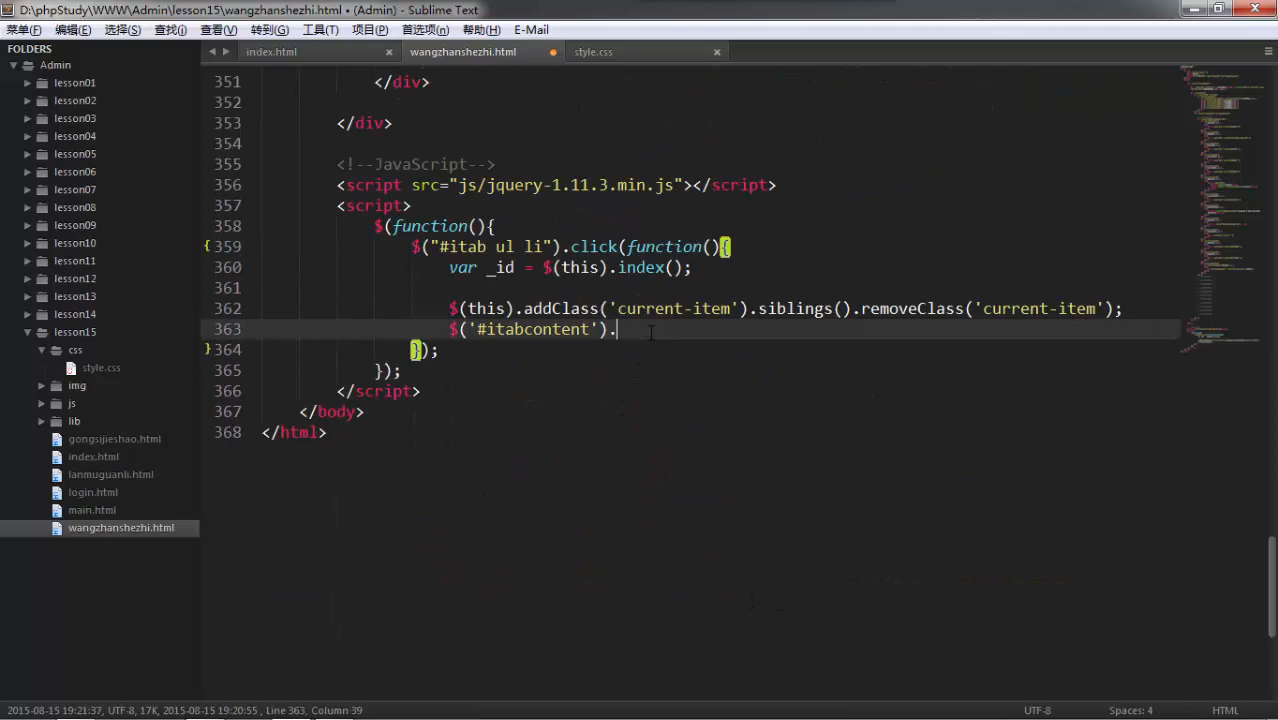 D:\phpStudy\WWW\Admin\lesson15\wangzhanshezhi.html • (Admin) - Sublime Text
菜单(F) 编辑(E) 选择(S) 查找(I) 查看(V) 转到(G) 工具(T) 项目(P) 首选项(n) 帮助(H) E-Mail
FOLDERS
Admin
lesson01
lesson02
lesson03
lesson04
lesson05
lesson06
lesson07
lesson08
lesson09
lesson10
lesson11
lesson12
lesson13
lesson14
lesson15
css
style.css
img
js
lib
gongsijieshao.html
index.html
lanmuguanli.html
login.html
main.html
wangzhanshezhi.html
index.html wangzhanshezhi.html style.css
351 </div>
352
353 </div>
354
355 <!--JavaScript-->
356 <script src="js/jquery-1.11.3.min.js"></script>
357 <script>
358 $(function(){
359 $("#itab ul li").click(function(){
360 var _id = $(this).index();
361
362 $(this).addClass('current-item').siblings().removeClass('current-item');
363 $('#itabcontent').
364 });
365 });
366 </script>
367 </body>
368 </html>
2015-08-15 19:21:37, UTF-8, 17K, 2015-08-15 19:20:55, Line 363, Column 39 UTF-8 Spaces: 4 HTML